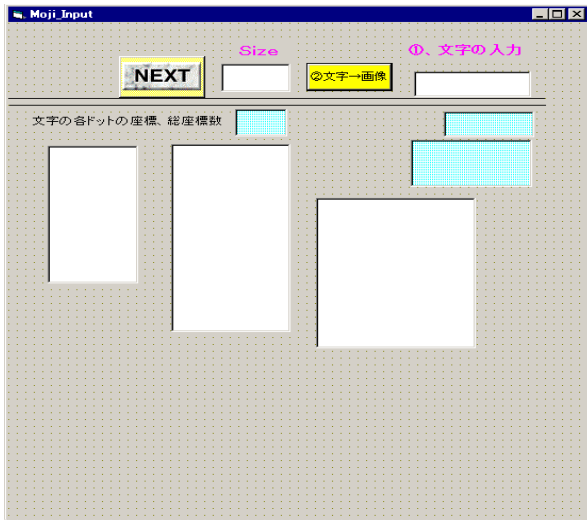 Moji_Input
Size
①、文字の入力
NEXT
②文字→画像
文字の各ドットの座標、総座標数